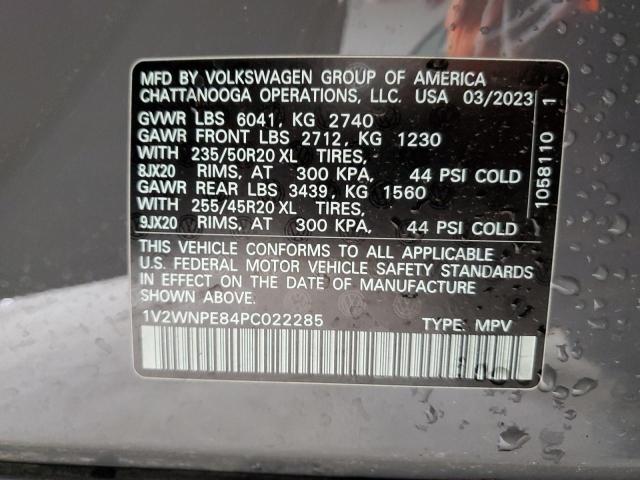 MFD BY VOLKSWAGEN GROUP OF AMERICA
CHATTANOOGA OPERATIONS, LLC. USA 03/2023
GVWR LBS 6041, KG 2740
GAWR FRONT LBS 2712, KG 1230
WITH 235/50R20 XL TIRES,
8JX20 RIMS, AT 300 KPA, 44 PSI COLD
GAWR REAR LBS 3439, KG 1560
WITH 255/45R20 XL TIRES,
9JX20 RIMS, AT 300 KPA, 44 PSI COLD
THIS VEHICLE CONFORMS TO ALL APPLICABLE
U.S. FEDERAL MOTOR VEHICLE SAFETY STANDARDS
IN EFFECT ON THE DATE OF MANUFACTURE
SHOWN ABOVE.
1V2WNPE84PC022285 TYPE: MPV
1058110 1